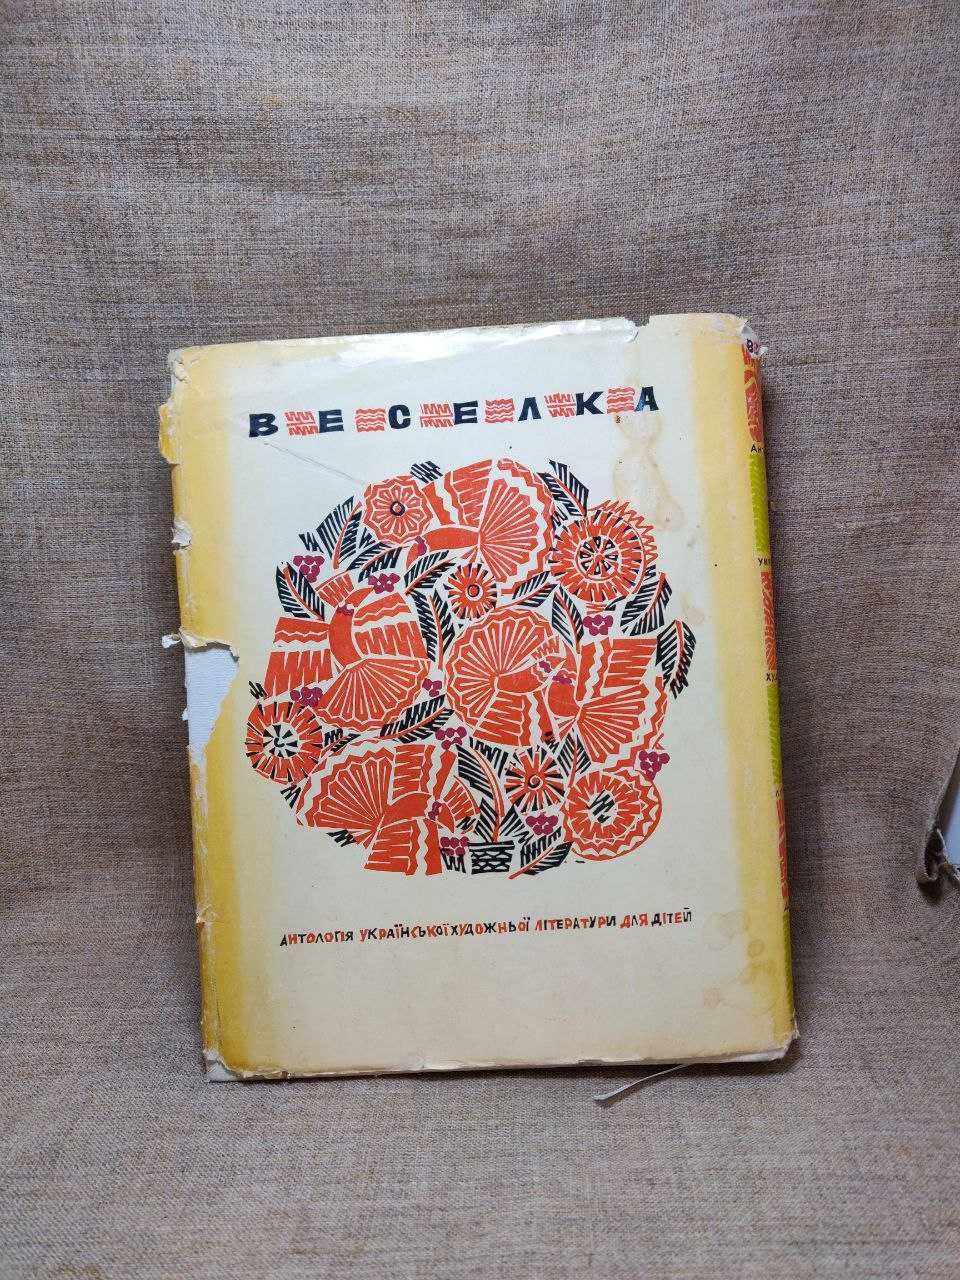 ВЕСЕЛКА
АНТОЛОГІЯ УКРАЇНСЬКОЇ ХУДОЖНЬОЇ ЛІТЕРАТУРИ ДЛЯ ДІТЕЙ